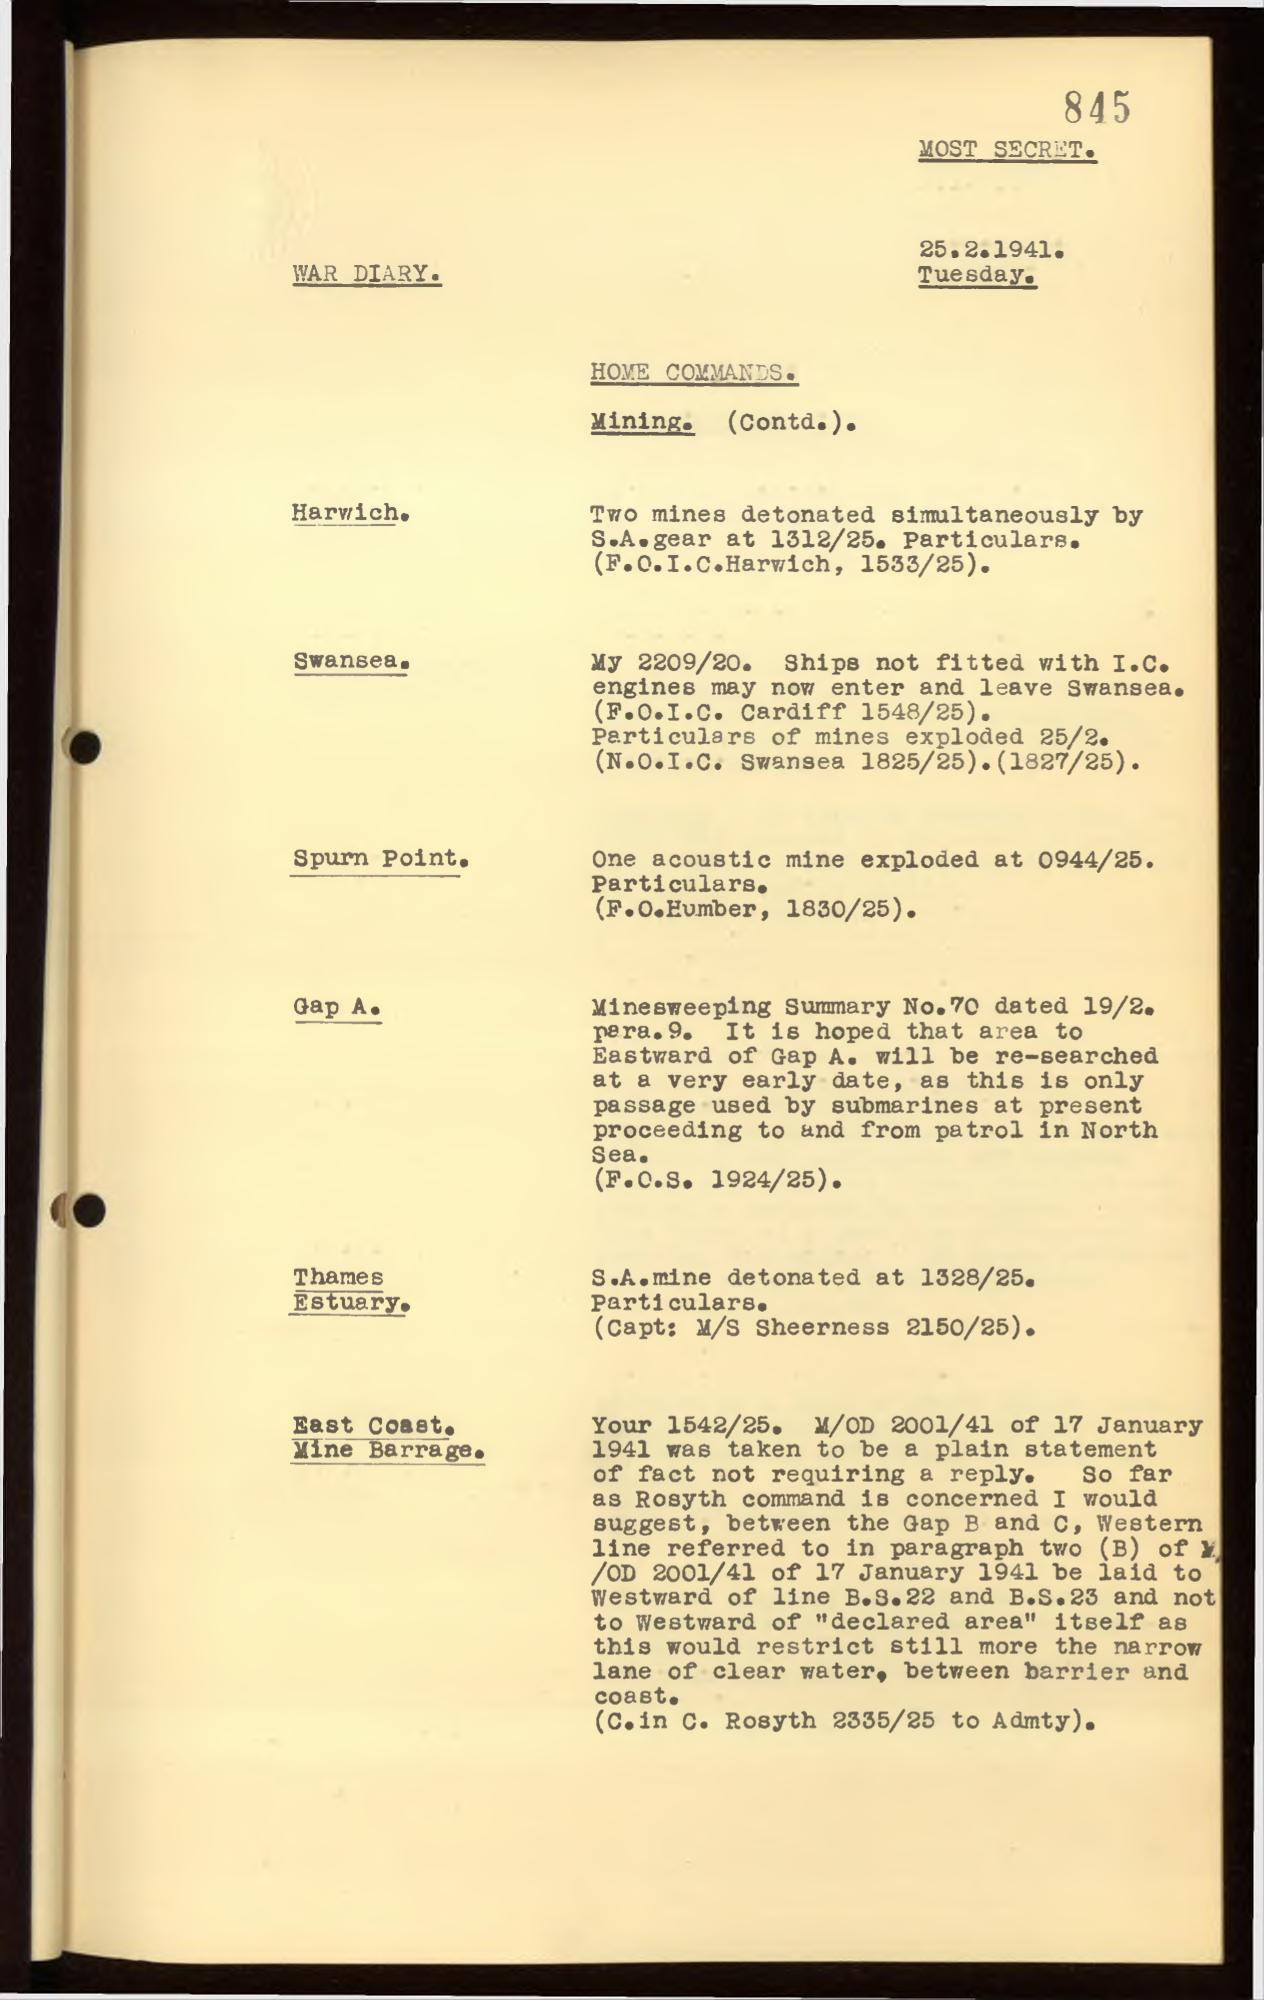 845
MOST SECRET.
25.2.1941.
WAR DIARY.
Tuesday.
HOME COMMANDS.
Mining. (Contd.).
Harwich.
Two mines detonated simultaneously by
S.A.gear at 1312/25. Particulars.
(F.O.I.C.Harwich, 1533/25).
Swansea.
My 2209/20. Ships not fitted with I.C.
engines may now enter and leave Swansea.
(F.O.I.C. Cardiff 1548/25).
Particulars of mines exploded 25/2.
(N.O.I.C. Swansea 1825/25).(1827/25).
Spurn Point.
One acoustic mine exploded at 0944/25.
Particulars.
(F.O.Humber, 1830/25).
Gap A.
Minesweeping Summary No.70 dated 19/2.
para.9. It is hoped that area to
Eastward of Gap A. will be re-searched
at a very early date, as this is only
passage used by submarines at present
proceeding to and from patrol in North
Sea.
(F.O.S. 1924/25).
Thames
Estuary.
S.A.mine detonated at 1328/25.
Particulars.
(Capt: M/S Sheerness 2150/25).
East Coast.
Mine Barrage.
Your 1542/25. M/OD 2001/41 of 17 January
1941 was taken to be a plain statement
of fact not requiring a reply. So far
as Rosyth command is concerned I would
suggest, between the Gap B and C, Western
line referred to in paragraph two (B) of M
/OD 2001/41 of 17 January 1941 be laid to
Westward of line B.S.22 and B.S.23 and not
to Westward of "declared area" itself as
this would restrict still more the narrow
lane of clear water, between barrier and
coast.
(C.in C. Rosyth 2335/25 to Admty).